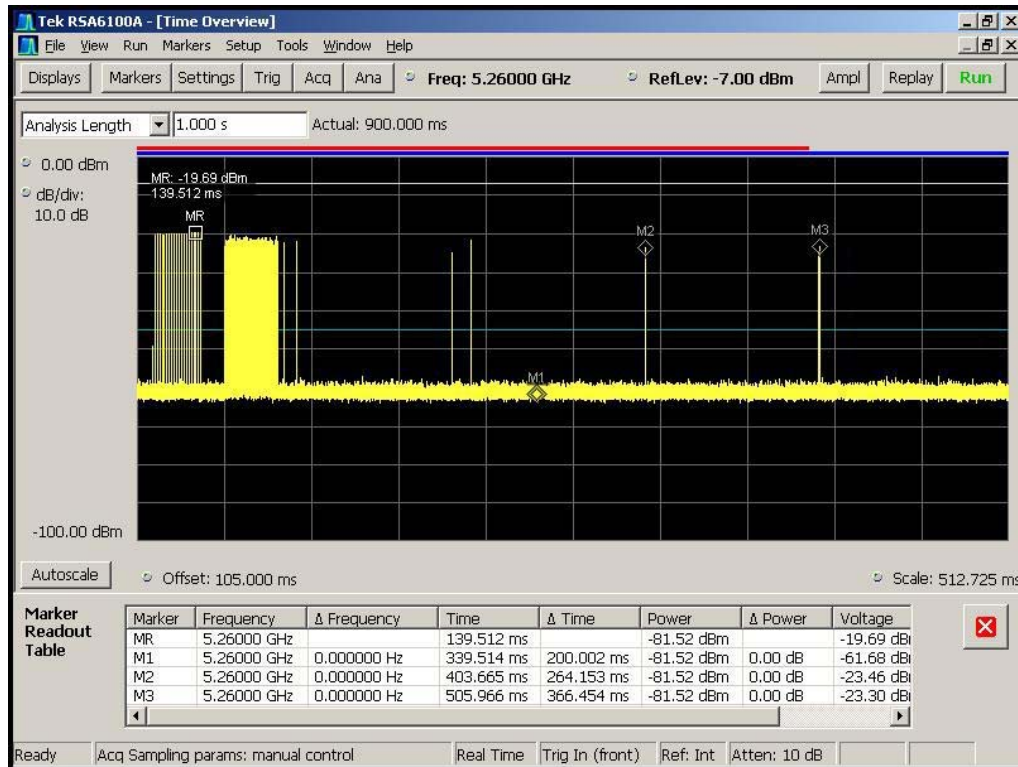 Tek RSA6100A - [Time Overview]
File View Run Markers Setup Tools Window Help
Displays Markers Settings Trig Acq Ana Freq: 5.26000 GHz RefLev: -7.00 dBm Ampl Replay Run
Analysis Length 1.000 s Actual: 900.000 ms
0.00 dBm
dB/div:
10.0 dB
MR: -19.69 dBm
139.512 ms
MR
M2
M3
M1
-100.00 dBm
Autoscale Offset: 105.000 ms Scale: 512.725 ms
Marker Readout Table
Marker Frequency Δ Frequency Time Δ Time Power Δ Power Voltage
MR 5.26000 GHz 139.512 ms -81.52 dBm -19.69 dB
M1 5.26000 GHz 0.000000 Hz 339.514 ms 200.002 ms -81.52 dBm 0.00 dB -61.68 dB
M2 5.26000 GHz 0.000000 Hz 403.665 ms 264.153 ms -81.52 dBm 0.00 dB -23.46 dB
M3 5.26000 GHz 0.000000 Hz 505.966 ms 366.454 ms -81.52 dBm 0.00 dB -23.30 dB
Ready Acq Sampling params: manual control Real Time Trig In (front) Ref: Int Atten: 10 dB